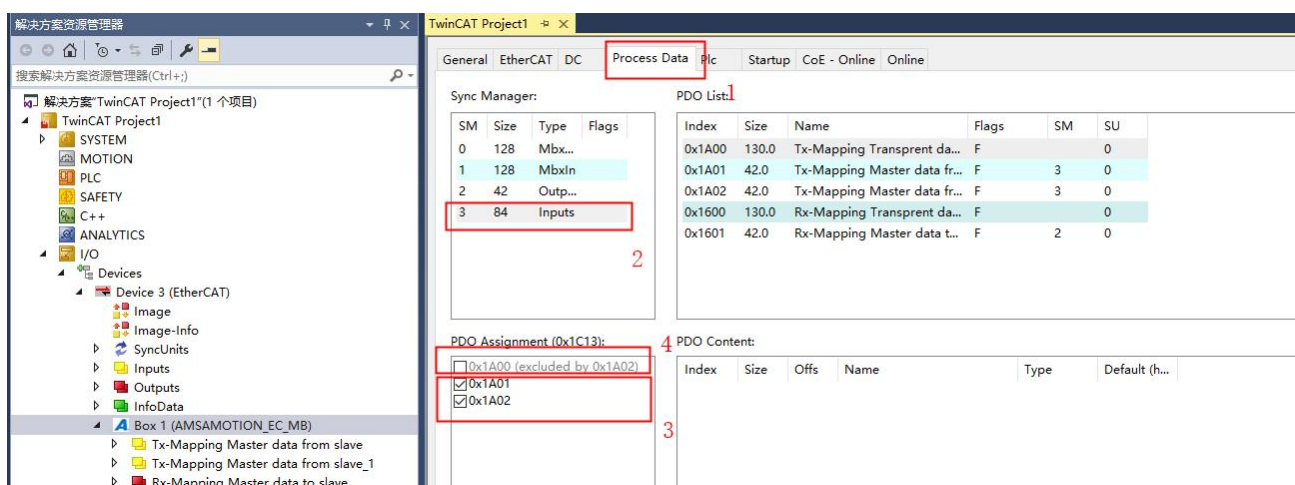 解决方案资源管理器
搜索解决方案资源管理器(Ctrl+;)
解决方案"TwinCAT Project1"(1 个项目)
TwinCAT Project1
SYSTEM
MOTION
PLC
SAFETY
C++
ANALYTICS
I/O
Devices
Device 3 (EtherCAT)
Image
Image-Info
SyncUnits
Inputs
Outputs
InfoData
Box 1 (AMSAMOTION_EC_MB)
Tx-Mapping Master data from slave
Tx-Mapping Master data from slave_1
Rx-Mapping Master data to slave
TwinCAT Project1
General EtherCAT DC Process Data Plc Startup CoE - Online Online
1
Sync Manager:
SM Size Type Flags
0 128 Mbx...
1 128 MbxIn
2 42 Outp...
3 84 Inputs
2
PDO List:
Index Size Name Flags SM SU
0x1A00 130.0 Tx-Mapping Transprent da... F 0
0x1A01 42.0 Tx-Mapping Master data fr... F 3 0
0x1A02 42.0 Tx-Mapping Master data fr... F 3 0
0x1600 130.0 Rx-Mapping Transprent da... F 0
0x1601 42.0 Rx-Mapping Master data t... F 2 0
PDO Assignment (0x1C13):
4
0x1A00 (excluded by 0x1A02)
0x1A01
0x1A02
3
PDO Content:
Index Size Offs Name Type Default (h...